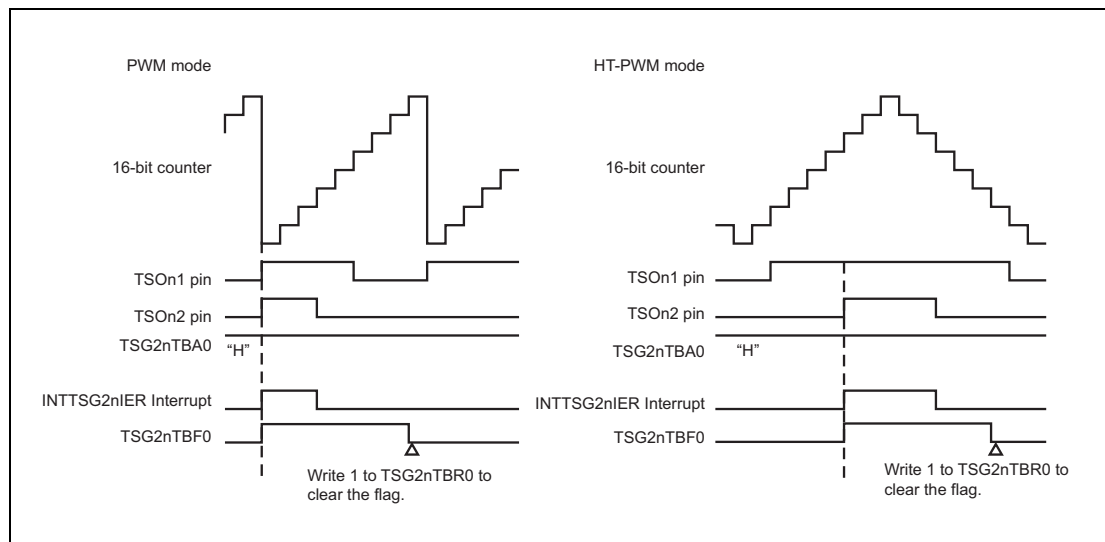 PWM mode
16-bit counter
TSOn1 pin
TSOn2 pin
TSG2nTBA0 “H”
INTTSG2nIER Interrupt
TSG2nTBF0
Write 1 to TSG2nTBR0 to
clear the flag.
HT-PWM mode
16-bit counter
TSOn1 pin
TSOn2 pin
TSG2nTBA0 “H”
INTTSG2nIER Interrupt
TSG2nTBF0
Write 1 to TSG2nTBR0 to
clear the flag.